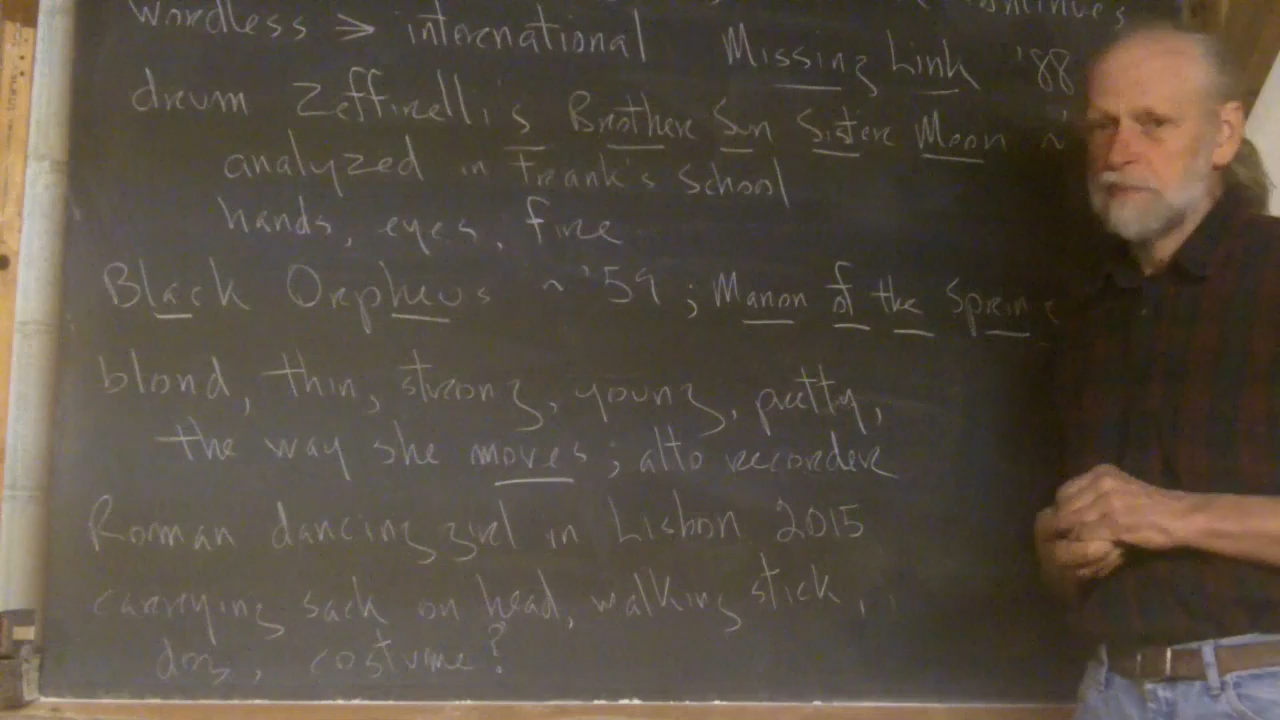 continues
wordless ⩾ international Missing Link '88
drum Zeffirelli's Brother Sun Sister Moon ~'
analyzed in Frank's School
hands, eyes, fire
Black Orpheus ~'59 ; Manon of the Spring
blond, thin, strong, young, pretty,
the way she moves ; alto recorder
Roman dancing girl in Lisbon 2015
carrying sack on head, walking stick,
dog, costume?